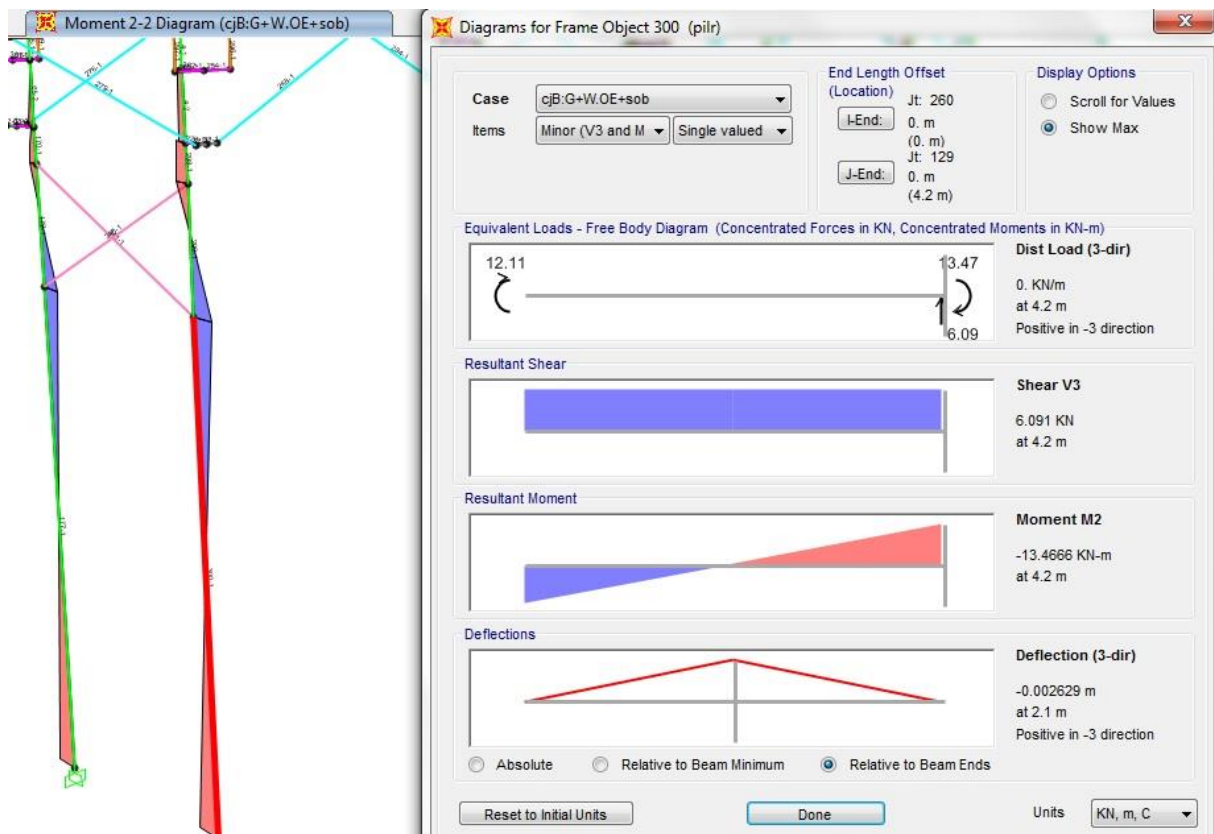 Moment 2-2 Diagram (cjB:G+W.OE+sob)
Diagrams for Frame Object 300 (pilr)
Case
cjB:G+W.OE+sob
Items
Minor (V3 and M
Single valued
End Length Offset
(Location)
I-End:
Jt: 260
0. m
(0. m)
J-End:
Jt: 129
0. m
(4.2 m)
Display Options
Scroll for Values
Show Max
Equivalent Loads - Free Body Diagram (Concentrated Forces in KN, Concentrated Moments in KN-m)
12.11
13.47
6.09
Dist Load (3-dir)
0. KN/m
at 4.2 m
Positive in -3 direction
Resultant Shear
Shear V3
6.091 KN
at 4.2 m
Resultant Moment
Moment M2
-13.4666 KN-m
at 4.2 m
Deflections
Deflection (3-dir)
-0.002629 m
at 2.1 m
Positive in -3 direction
Absolute
Relative to Beam Minimum
Relative to Beam Ends
Reset to Initial Units
Done
Units
KN, m, C